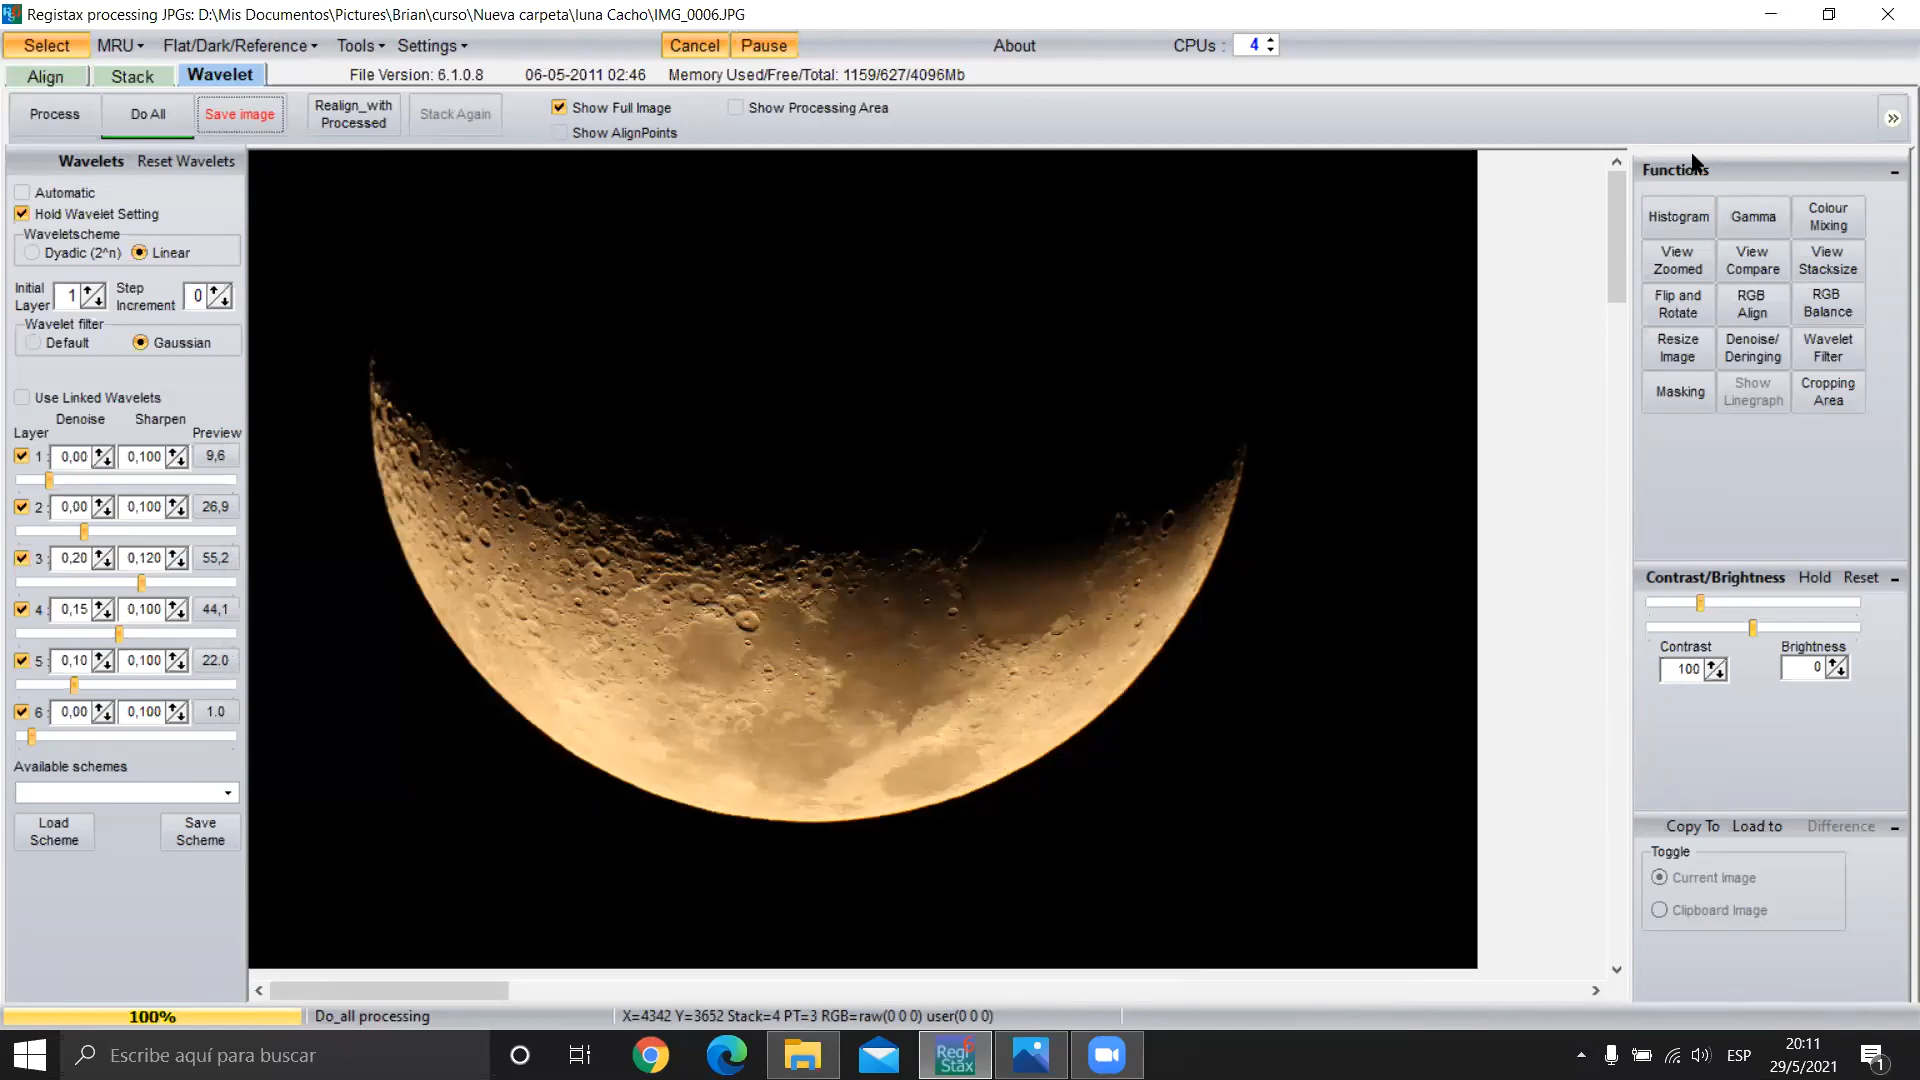 Registax processing JPGs: D:\Mis Documentos\Pictures\Brian\curso\Nueva carpeta\luna Cacho\IMG_0006.JPG
Select MRU Flat/Dark/Reference Tools Settings Cancel Pause About CPUs : 4
Align Stack Wavelet File Version: 6.1.0.8 06-05-2011 02:46 Memory Used/Free/Total: 1159/627/4096Mb
Process Do All Save image Realign_with Processed Stack Again Show Full Image Show Processing Area
Show AlignPoints
Wavelets Reset Wavelets
Automatic
Hold Wavelet Setting
Waveletscheme
Dyadic (2^n) Linear
Initial Layer 1 Step Increment 0
Wavelet filter
Default Gaussian
Use Linked Wavelets
Denoise Sharpen
Layer Preview
1 : 0,00 0,100 9,6
2 : 0,00 0,100 26,9
3 : 0,20 0,120 55,2
4 : 0,15 0,100 44,1
5 : 0,10 0,100 22.0
6 : 0,00 0,100 1.0
Available schemes
Load Scheme Save Scheme
Functions
Histogram Gamma Colour Mixing
View Zoomed View Compare View Stacksize
Flip and Rotate RGB Align RGB Balance
Resize Image Denoise/ Deringing Wavelet Filter
Masking Show Linegraph Cropping Area
Contrast/Brightness Hold Reset
Contrast Brightness
100 0
Copy To Load to Difference
Toggle
Current Image
Clipboard Image
100% Do_all processing X=4342 Y=3652 Stack=4 PT=3 RGB=raw(0 0 0) user(0 0 0)
Escribe aquí para buscar
Regi Stax 6
ESP
20:11
29/5/2021
1